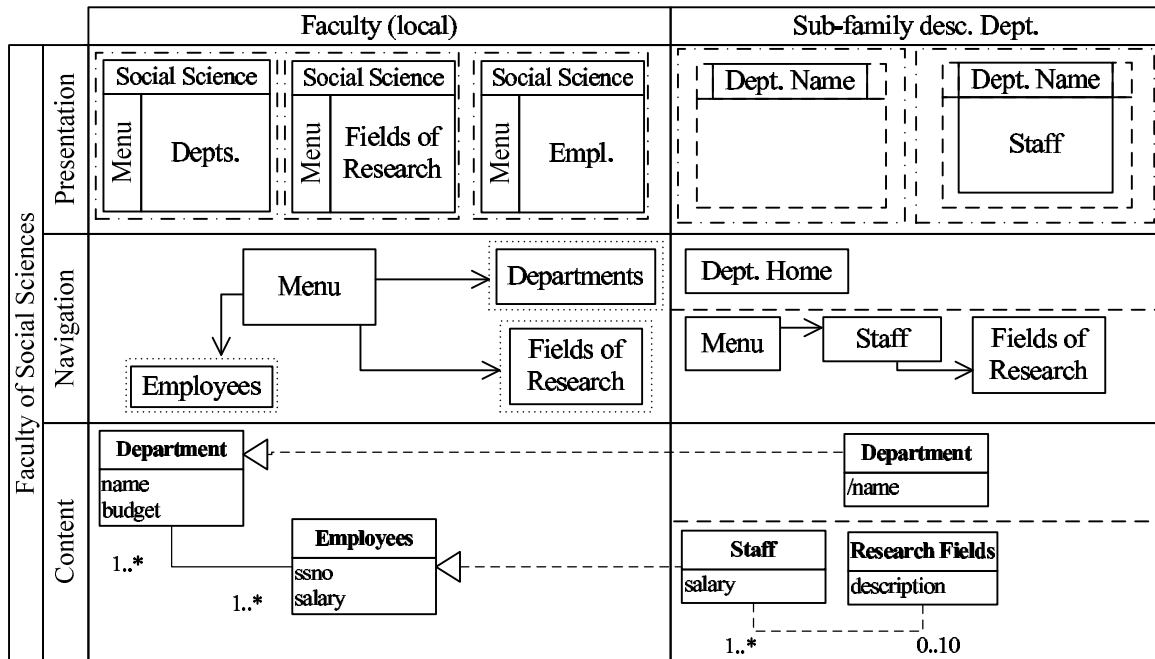 Faculty (local)
Sub-family desc. Dept.
Faculty of Social Sciences
Presentation
Social Science
Menu
Depts.
Social Science
Menu
Fields of
Research
Social Science
Menu
Empl.
Dept. Name
Dept. Name
Staff
Navigation
Menu
Departments
Employees
Fields of
Research
Dept. Home
Menu
Staff
Fields of
Research
Content
Department
name
budget
1..*
Employees
ssno
salary
1..*
Department
/name
Staff
salary
1..*
Research Fields
description
0..10